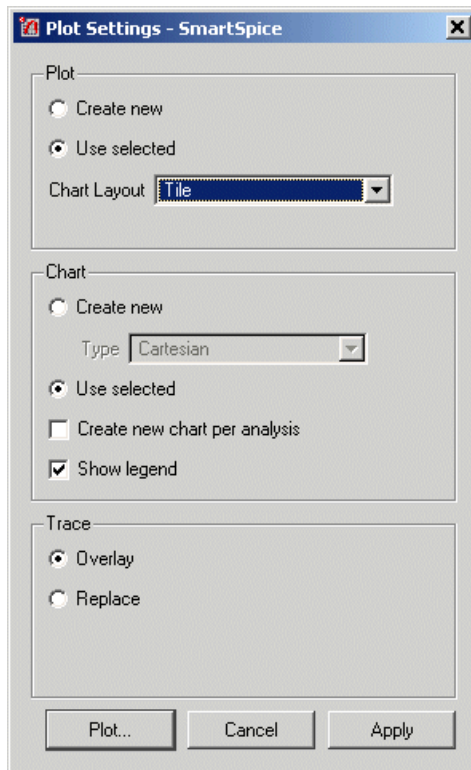 Plot Settings - SmartSpice
Plot
Create new
Use selected
Chart Layout Tile
Chart
Create new
Type Cartesian
Use selected
Create new chart per analysis
Show legend
Trace
Overlay
Replace
Plot... Cancel Apply